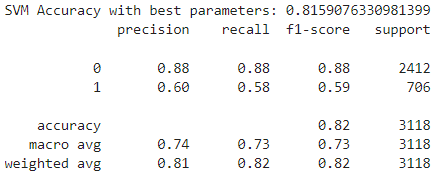 SVM Accuracy with best parameters: 0.8159076330981399
precision recall f1-score support
0 0.88 0.88 0.88 2412
1 0.60 0.58 0.59 706
accuracy 0.82 3118
macro avg 0.74 0.73 0.73 3118
weighted avg 0.81 0.82 0.82 3118